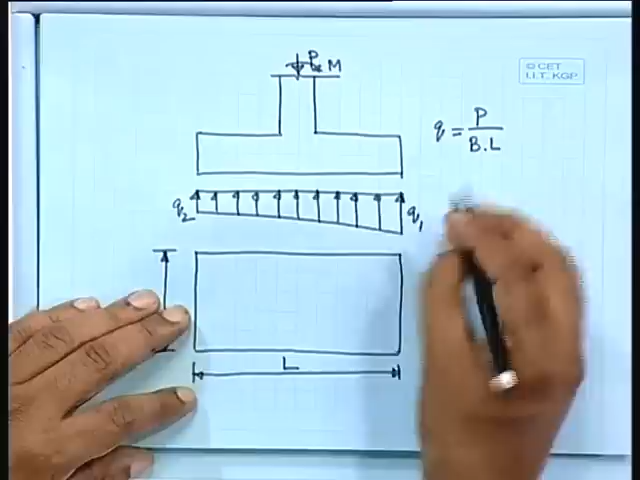 P
M
© CET
I.I.T. KGP
q = P / B.L
q2
q1
L